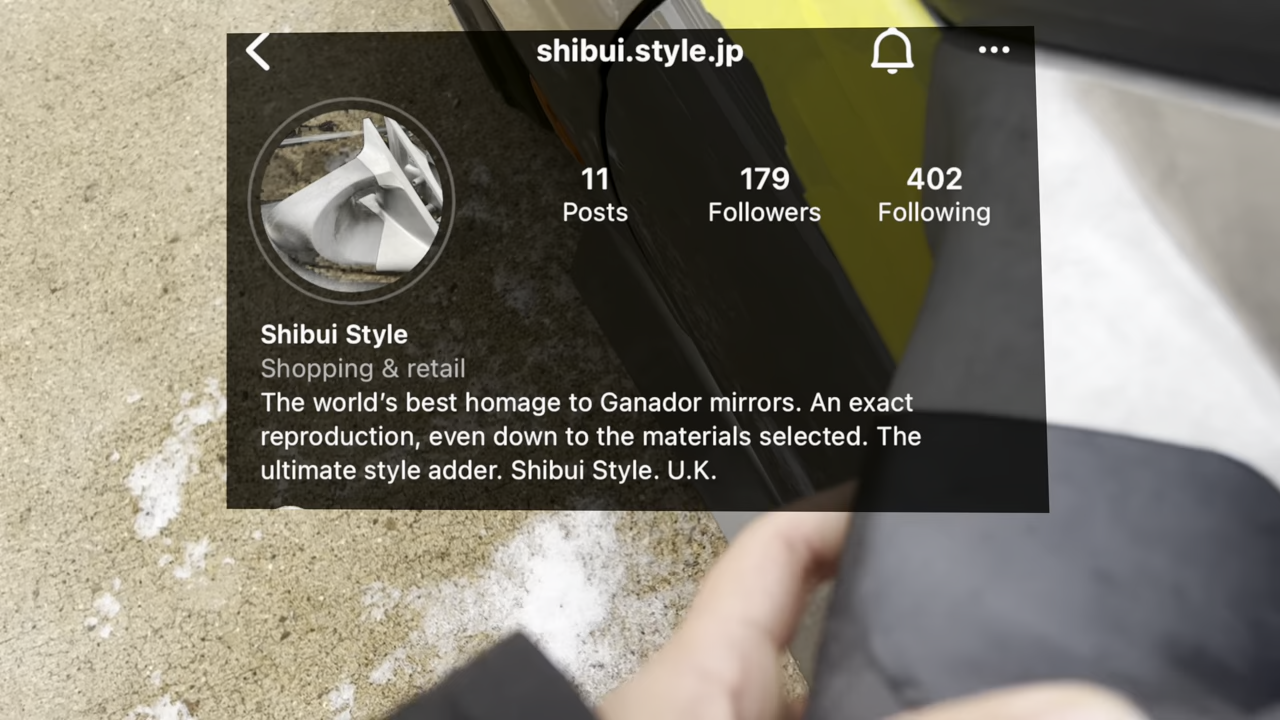 shibui.style.jp
11 179 402
Posts Followers Following
Shibui Style
Shopping & retail
The world’s best homage to Ganador mirrors. An exact
reproduction, even down to the materials selected. The
ultimate style adder. Shibui Style. U.K.